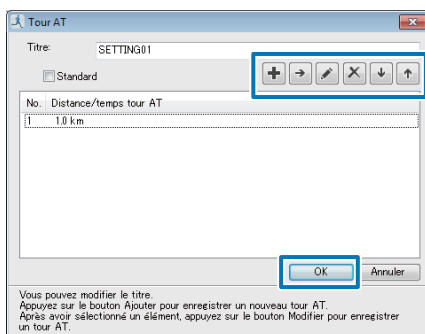 Tour AT
Titre: SETTING01
Standard
No. Distance/temps tour AT
1 1.0 km
OK Annuler
Vous pouvez modifier le titre.
Appuyez sur le bouton Ajouter pour enregistrer un nouveau tour AT.
Après avoir sélectionné un élément, appuyez sur le bouton Modifier pour enregistrer
un tour AT.